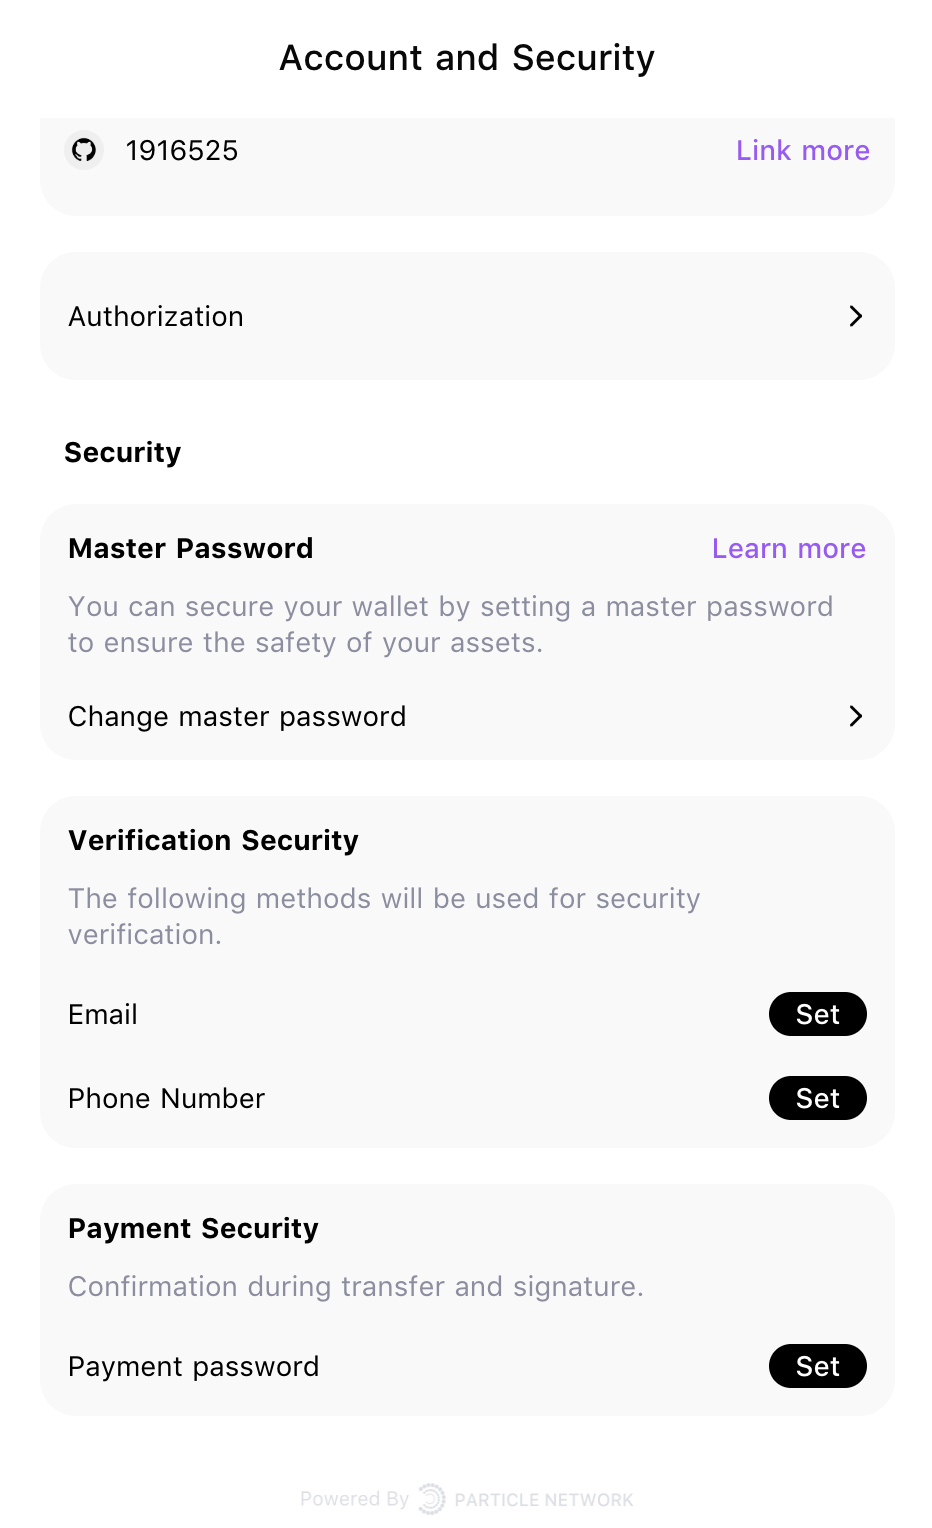 Account and Security
1916525
Link more
Authorization
Security
Master Password
Learn more
You can secure your wallet by setting a master password
to ensure the safety of your assets.
Change master password
Verification Security
The following methods will be used for security
verification.
Email
Set
Phone Number
Set
Payment Security
Confirmation during transfer and signature.
Payment password
Set
Powered By PARTICLE NETWORK